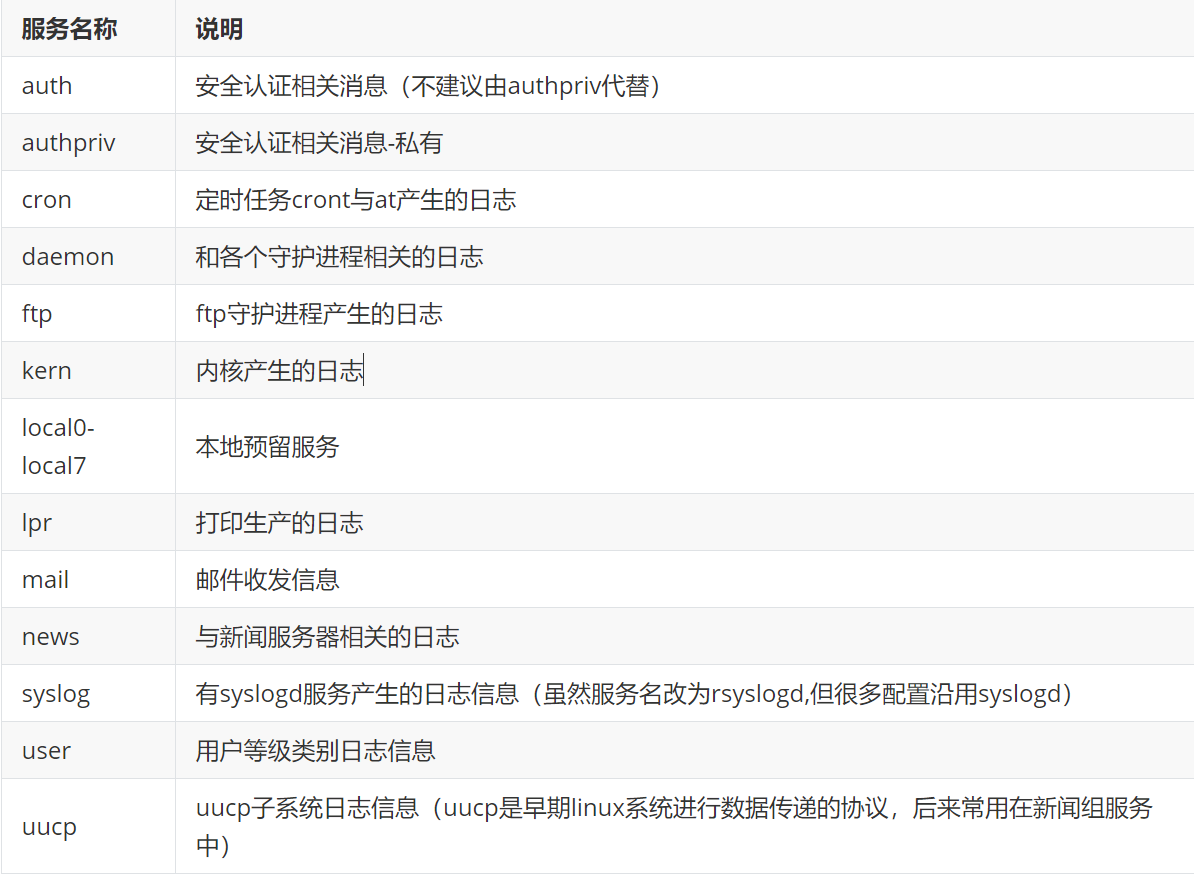 服务名称 说明
auth 安全认证相关消息（不建议由authpriv代替）
authpriv 安全认证相关消息-私有
cron 定时任务cront与at产生的日志
daemon 和各个守护进程相关的日志
ftp ftp守护进程产生的日志
kern 内核产生的日志
local0-
local7 本地预留服务
lpr 打印生产的日志
mail 邮件收发信息
news 与新闻服务器相关的日志
syslog 有syslogd服务产生的日志信息（虽然服务名改为rsyslogd,但很多配置沿用syslogd）
user 用户等级类别日志信息
uucp uucp子系统日志信息（uucp是早期linux系统进行数据传递的协议，后来常用在新闻组服务
中）